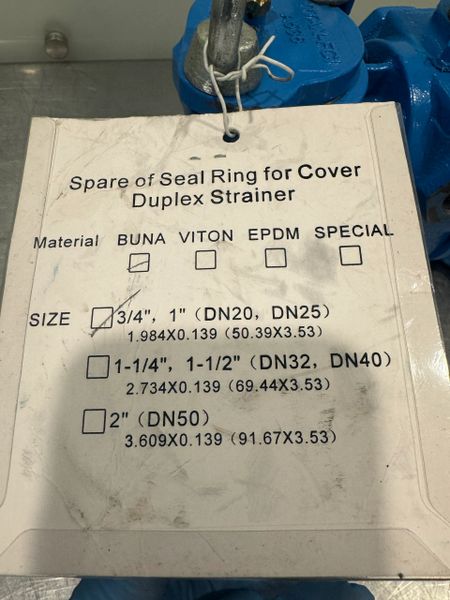 Spare of Seal Ring for Cover
Duplex Strainer
Material BUNA VITON EPDM SPECIAL
SIZE 3/4", 1" (DN20, DN25)
1.984X0.139 (50.39X3.53)
1-1/4", 1-1/2" (DN32, DN40)
2.734X0.139 (69.44X3.53)
2" (DN50)
3.609X0.139 (91.67X3.53)